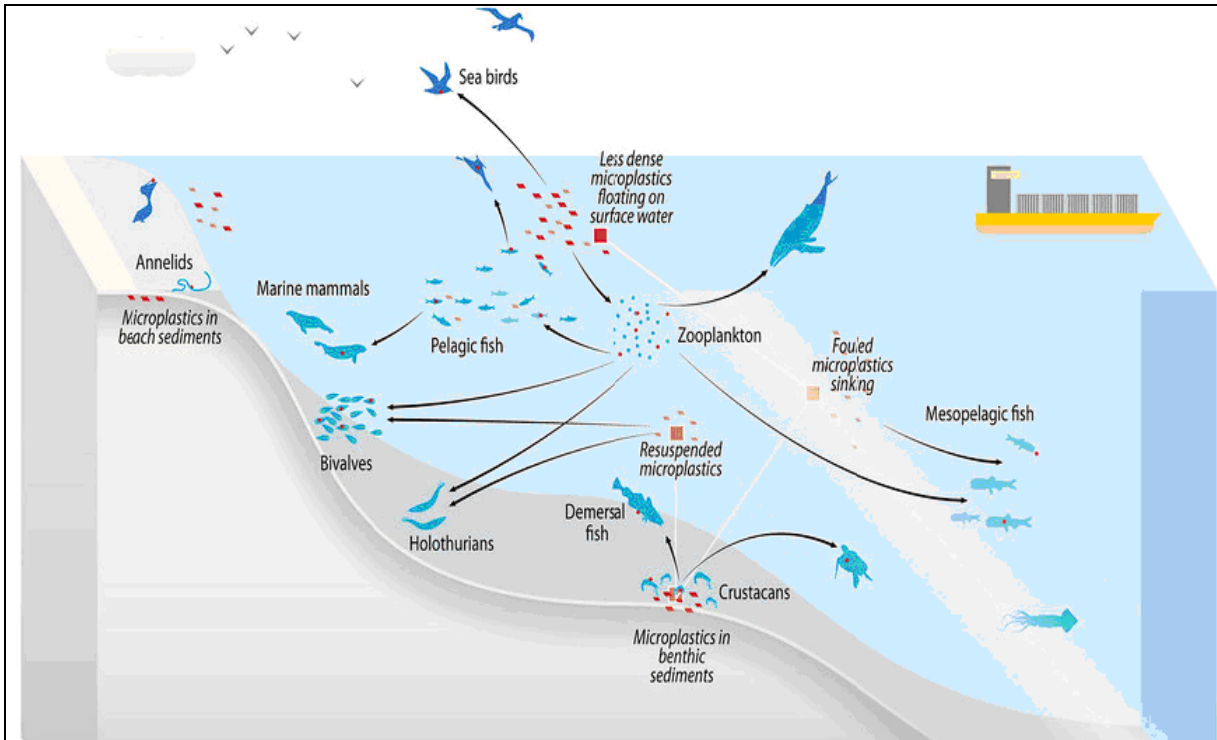 Sea birds
Less dense
microplastics
floating on
surface water
Annelids
Marine mammals
Microplastics in
beach sediments
Pelagic fish
Zooplankton
Fouled
microplastics
sinking
Mesopelagic fish
Bivalves
Resuspended
microplastics
Demersal
fish
Holothurians
Crustacans
Microplastics in
benthic
sediments